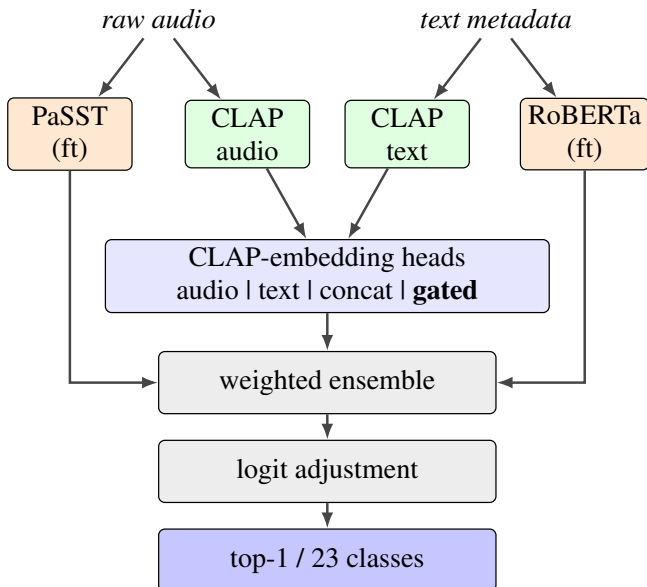 raw audio
text metadata
PaSST
(ft)
CLAP
audio
CLAP
text
RoBERTa
(ft)
CLAP-embedding heads
audio | text | concat | gated
weighted ensemble
logit adjustment
top-1 / 23 classes